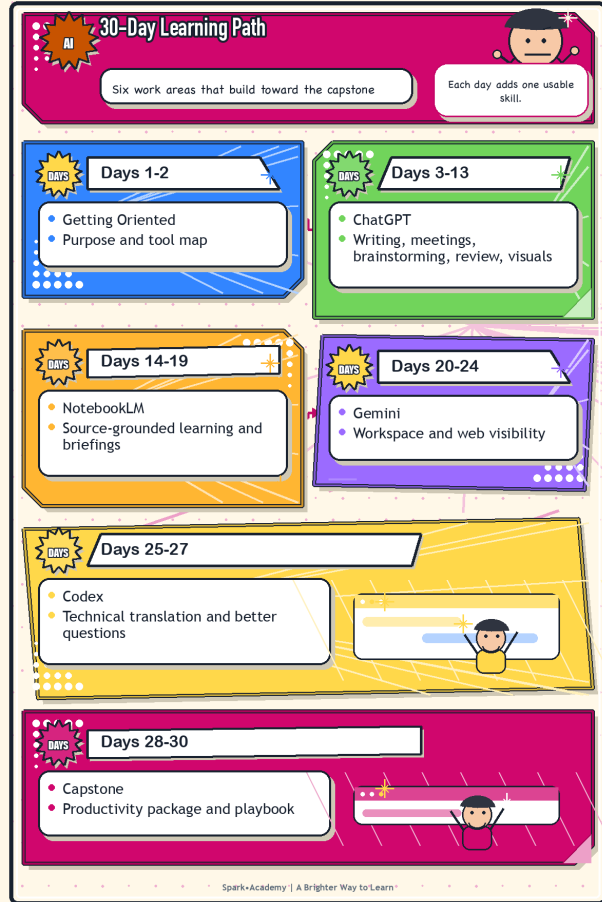 AI
30-Day Learning Path
Six work areas that build toward the capstone
Each day adds one usable
skill.
DAYS
Days 1-2
Getting Oriented
Purpose and tool map
DAYS
Days 3-13
ChatGPT
Writing, meetings,
brainstorming, review, visuals
DAYS
Days 14-19
NotebookLM
Source-grounded learning and
briefings
DAYS
Days 20-24
Gemini
Workspace and web visibility
DAYS
Days 25-27
Codex
Technical translation and better
questions
DAYS
Days 28-30
Capstone
Productivity package and playbook
Spark•Academy | A Brighter Way to Learn